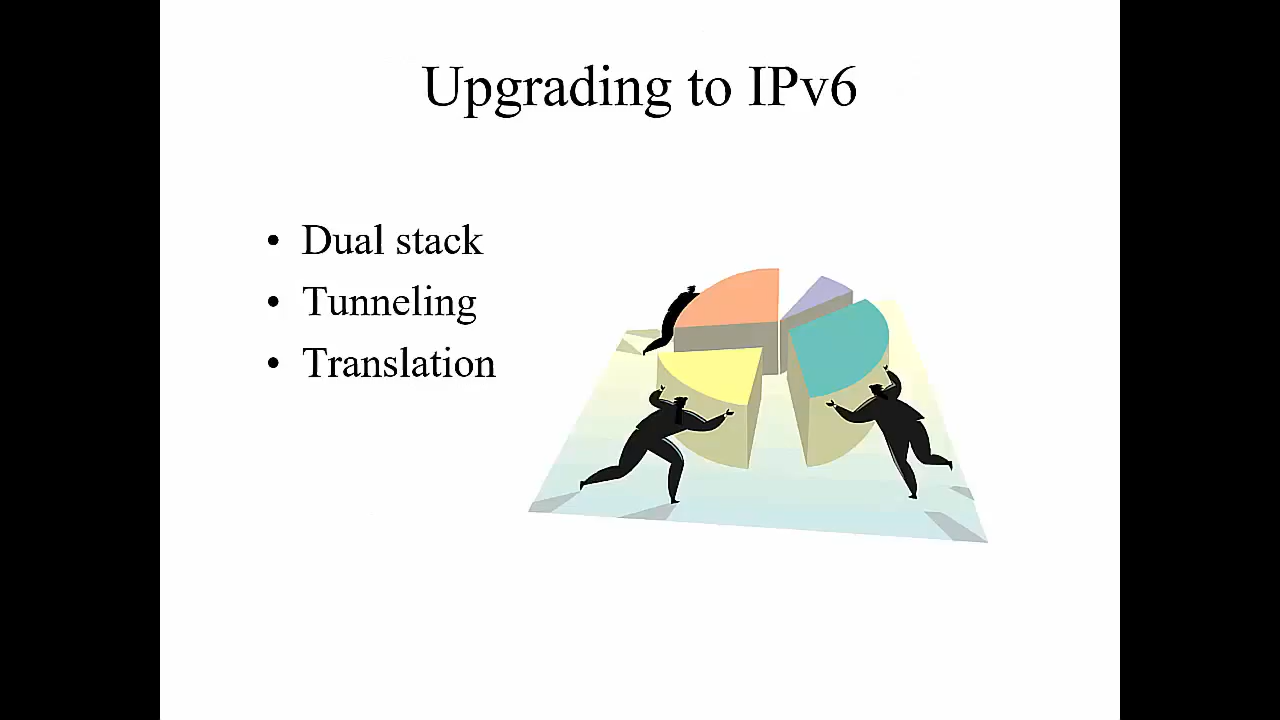 Upgrading to IPv6
• Dual stack
• Tunneling
• Translation